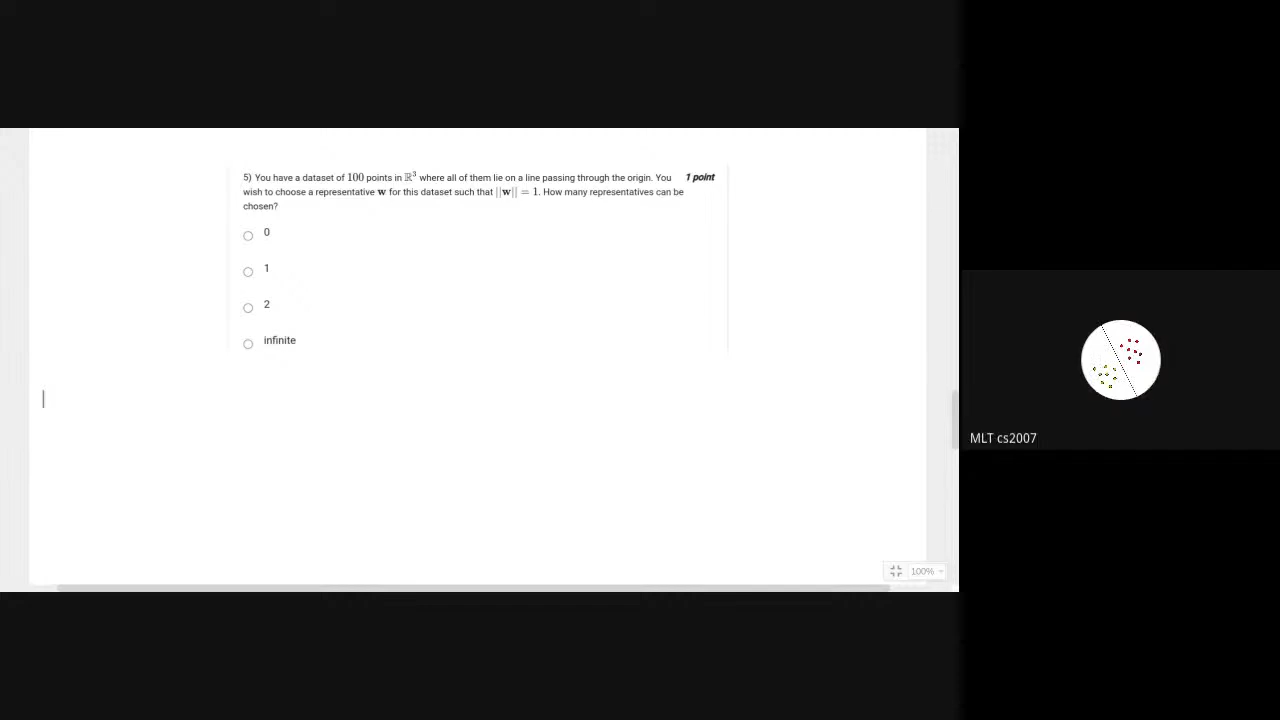 5) You have a dataset of 100 points in ℝ³ where all of them lie on a line passing through the origin. You 1 point
wish to choose a representative w for this dataset such that ||w|| = 1. How many representatives can be
chosen?
0
1
2
infinite
MLT cs2007
100%